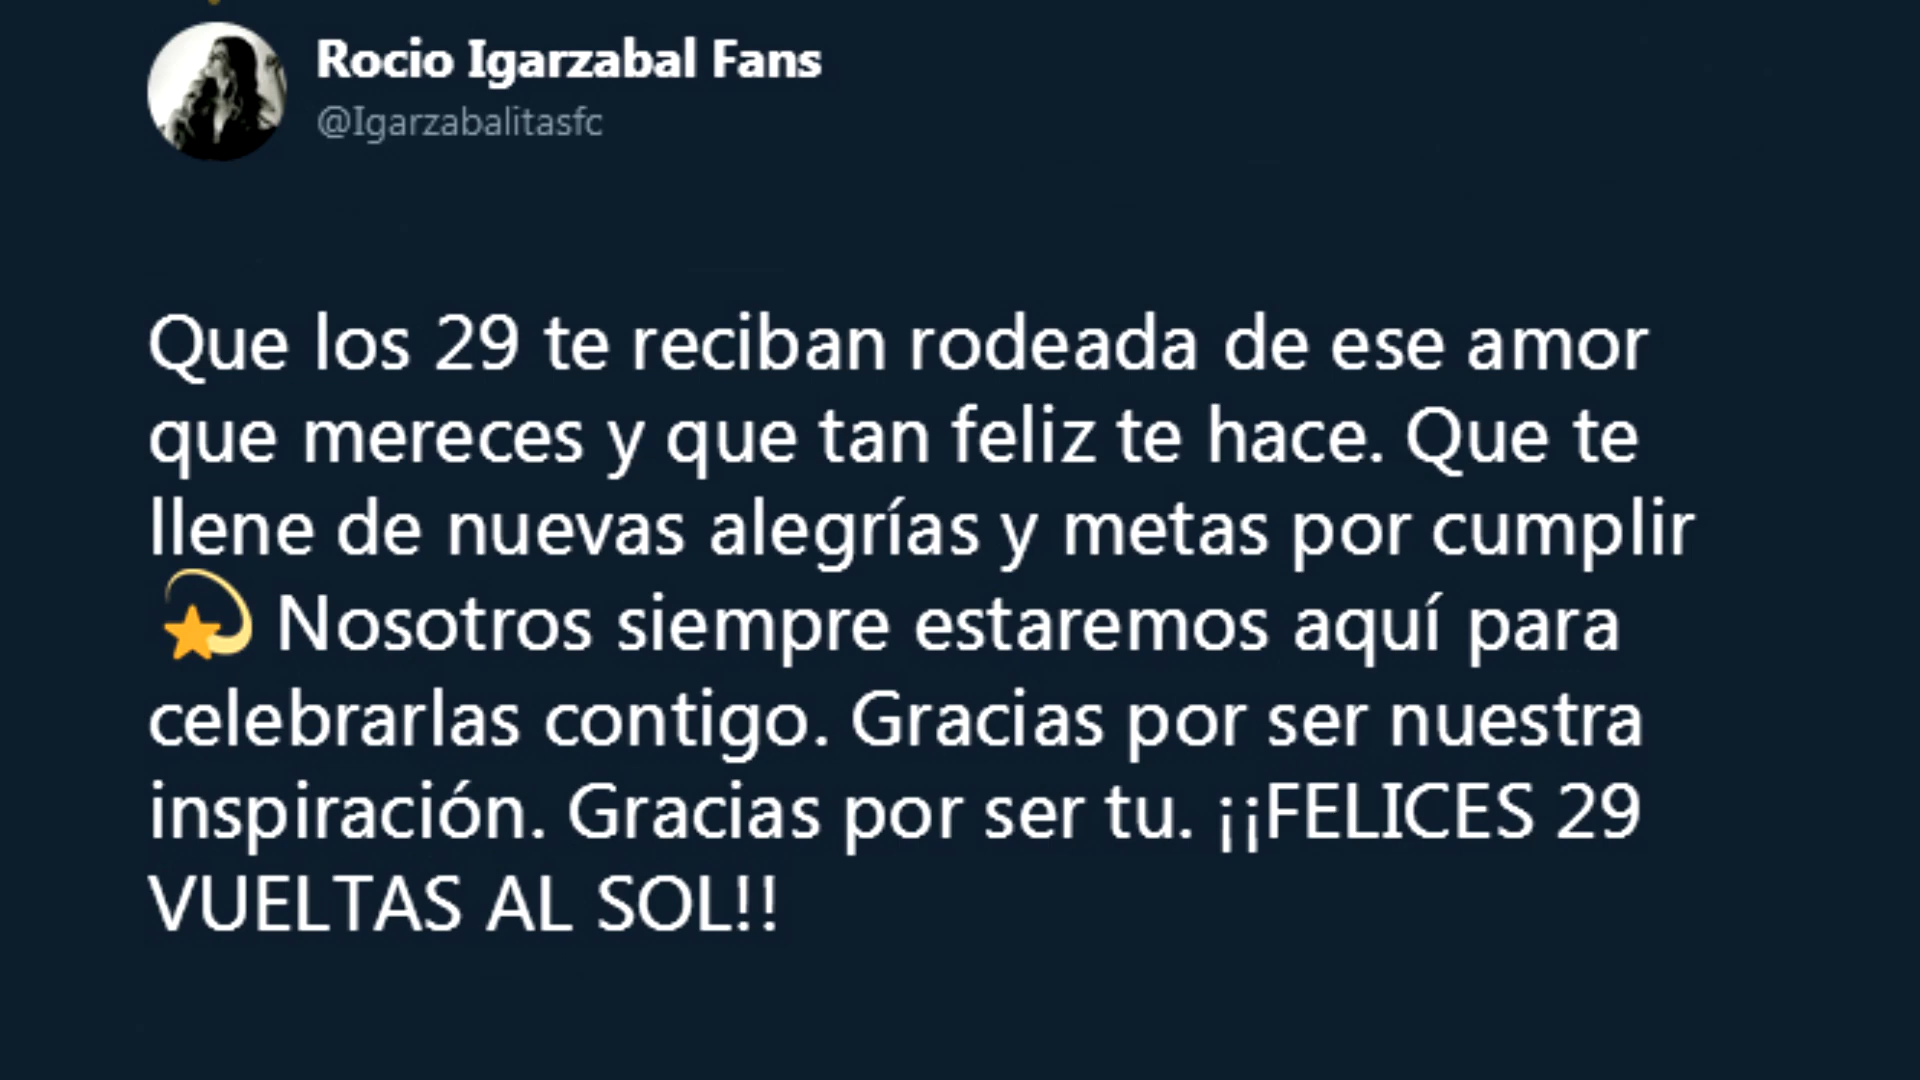 Rocio Igarzabal Fans
@Igarzabalitasfc
Que los 29 te reciban rodeada de ese amor
que mereces y que tan feliz te hace. Que te
llene de nuevas alegrías y metas por cumplir
💫 Nosotros siempre estaremos aquí para
celebrarlas contigo. Gracias por ser nuestra
inspiración. Gracias por ser tu. ¡¡FELICES 29
VUELTAS AL SOL!!